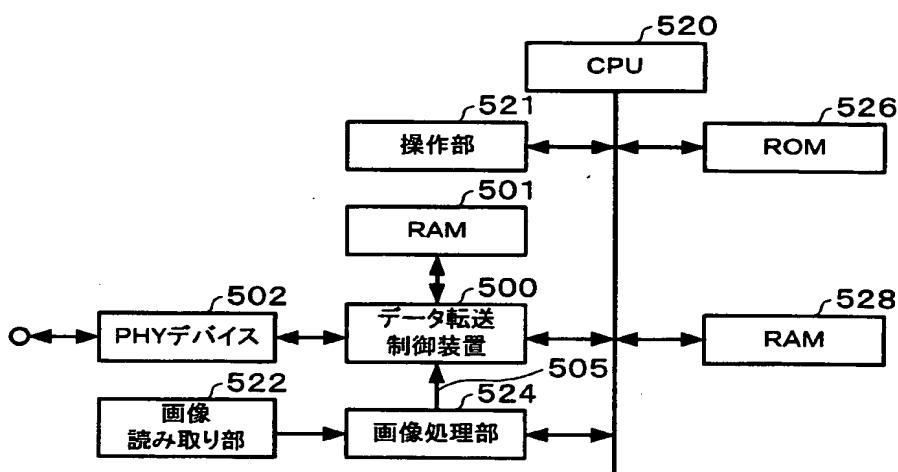 520
CPU
521
操作部
526
ROM
501
RAM
502
PHYデバイス
500
データ転送
制御装置
528
RAM
505
522
画像
読み取り部
524
画像処理部